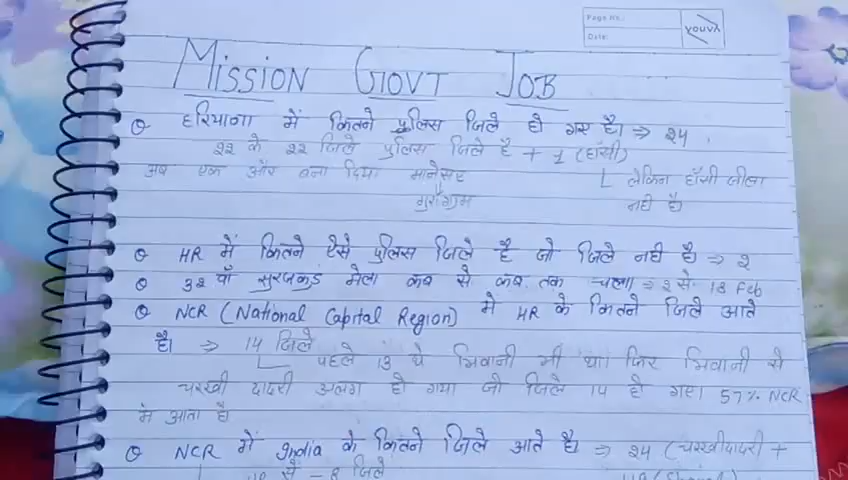 Page No.:
Date:
YOUVA
MISSION GOVT JOB
Q हरियाणा में कितने पुलिस जिले हो गए है। ⇒ 24
22 के 22 जिले पुलिस जिले है + 1 (हांसी)
अब एक और बना दिया मानेसर
लेकिन हाँसी जीला
गुरुग्राम
नही है।
Q HR में कितने ऐसे पुलिस जिले है जो जिले नही है ⇒ 2
Q 32 वाँ सुरजकुंड मेला कब से कब तक चला ⇒ 2 से 18 Feb
Q NCR (National Capital Region) में HR के कितने जिले आते
है। ⇒ 14 जिले
पहले 13 थे भिवानी भी था। फिर भिवानी से
चरखी दादरी अलग हो गया जो जिले 14 हो गए। 57% NCR
में आता है
Q NCR में India के कितने जिले आते है। ⇒ 24 (चरखीदादरी +
UP से - 8 जिले